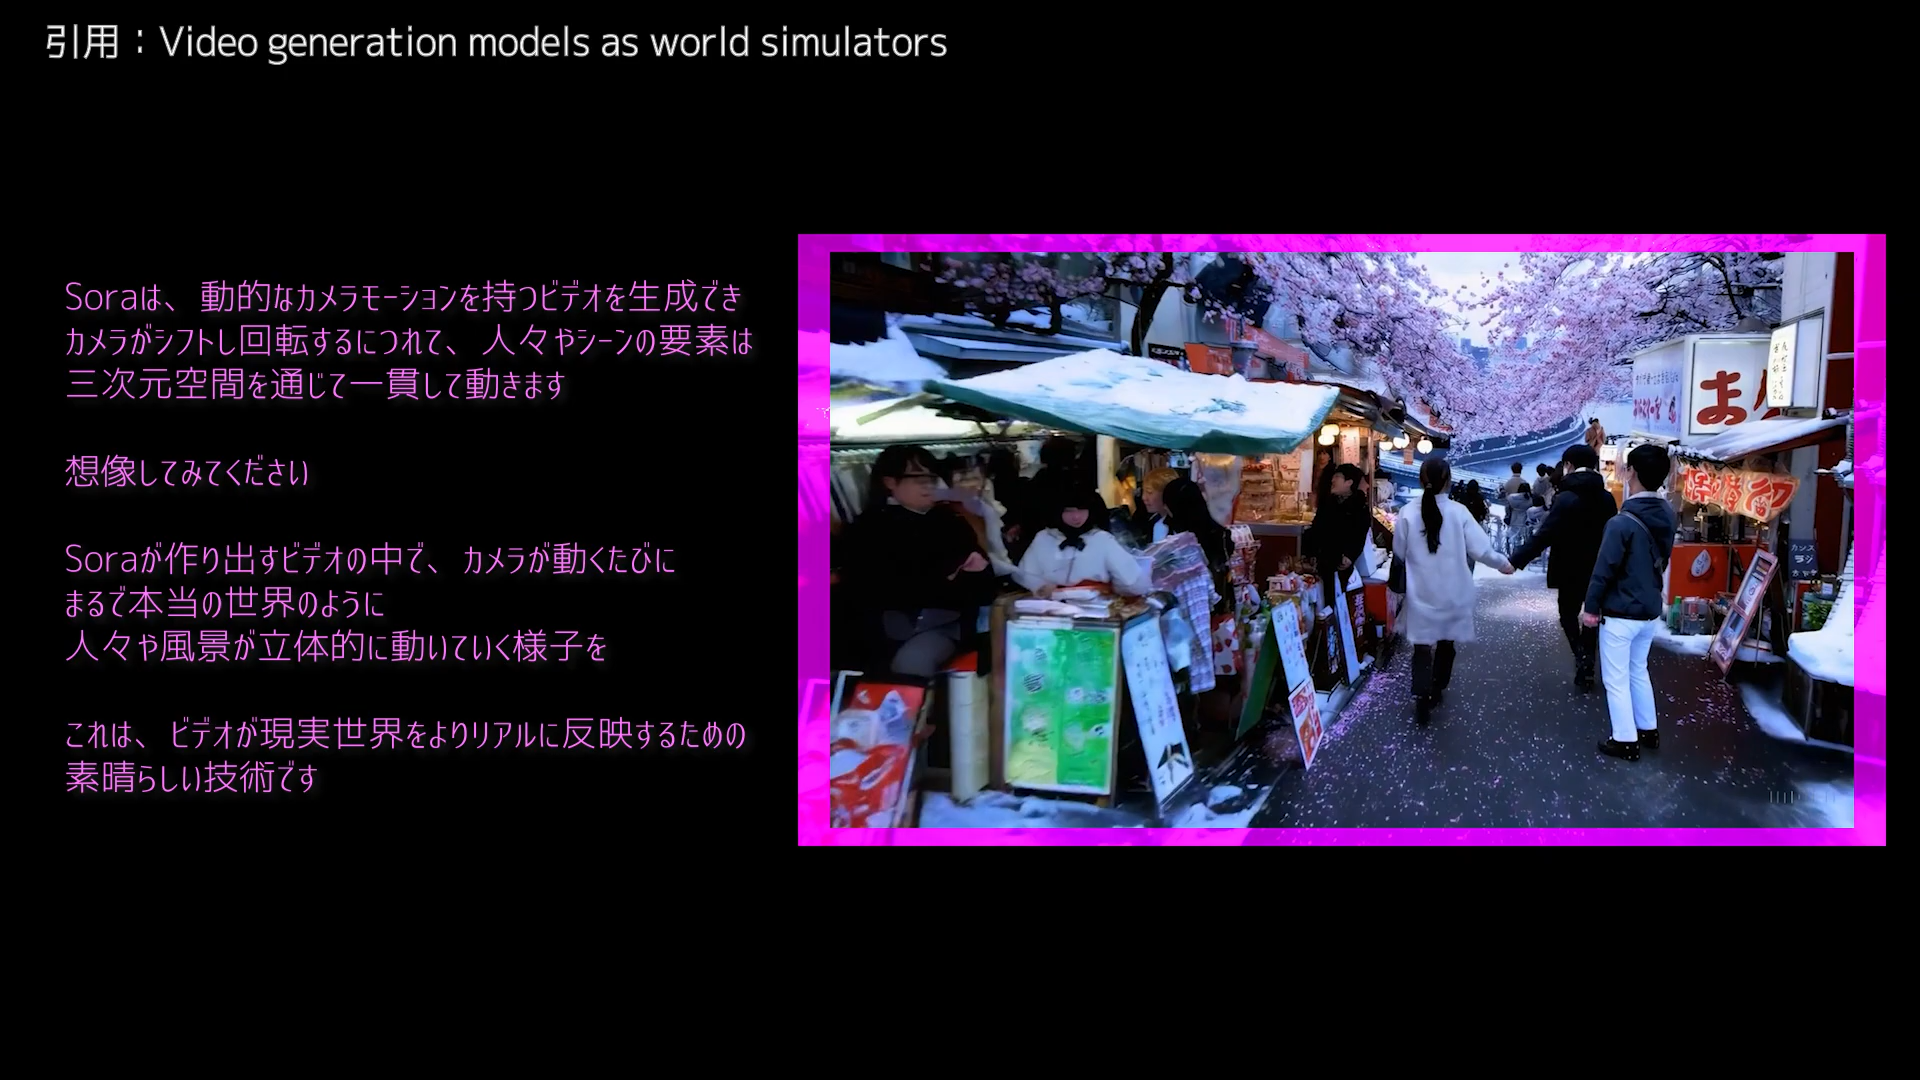 引用：Video generation models as world simulators
Soraは、動的なカメラモーションを持つビデオを生成でき
カメラがシフトし回転するにつれて、人々やシーンの要素は
三次元空間を通じて一貫して動きます
想像してみてください
Soraが作り出すビデオの中で、カメラが動くたびに
まるで本当の世界のように
人々や風景が立体的に動いていく様子を
これは、ビデオが現実世界をよりリアルに反映するための
素晴らしい技術です